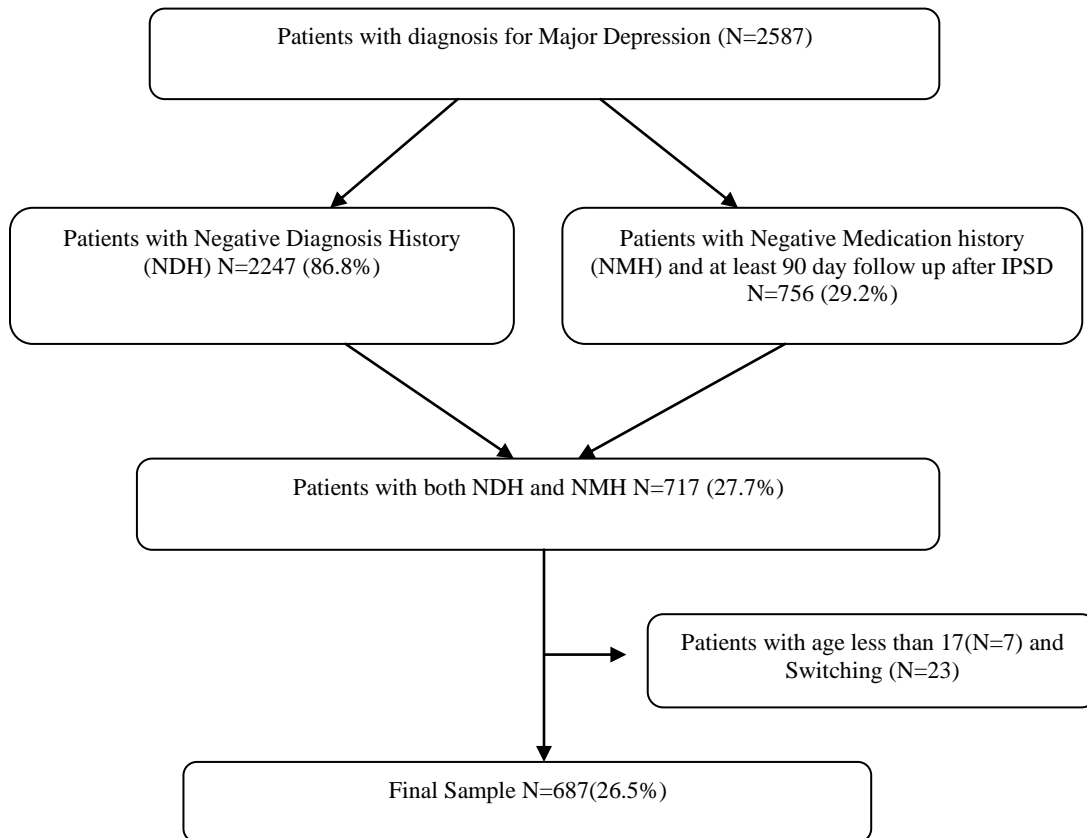 Patients with diagnosis for Major Depression (N=2587)
Patients with Negative Diagnosis History
(NDH) N=2247 (86.8%)
Patients with Negative Medication history
(NMH) and at least 90 day follow up after IPSD
N=756 (29.2%)
Patients with both NDH and NMH N=717 (27.7%)
Patients with age less than 17(N=7) and
Switching (N=23)
Final Sample N=687(26.5%)